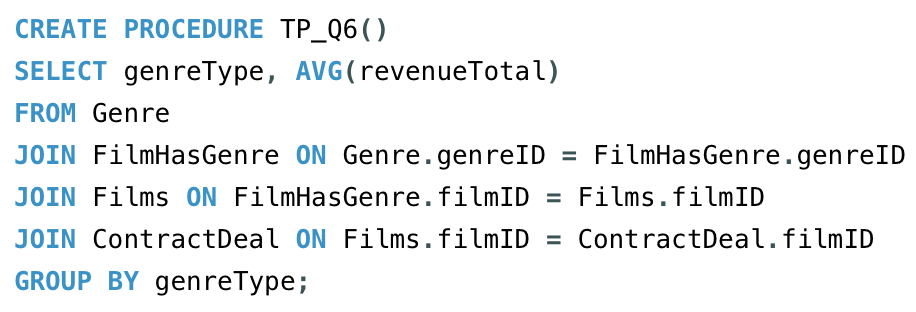 CREATE PROCEDURE TP_Q6()
SELECT genreType, AVG(revenueTotal)
FROM Genre
JOIN FilmHasGenre ON Genre.genreID = FilmHasGenre.genreID
JOIN Films ON FilmHasGenre.filmID = Films.filmID
JOIN ContractDeal ON Films.filmID = ContractDeal.filmID
GROUP BY genreType;